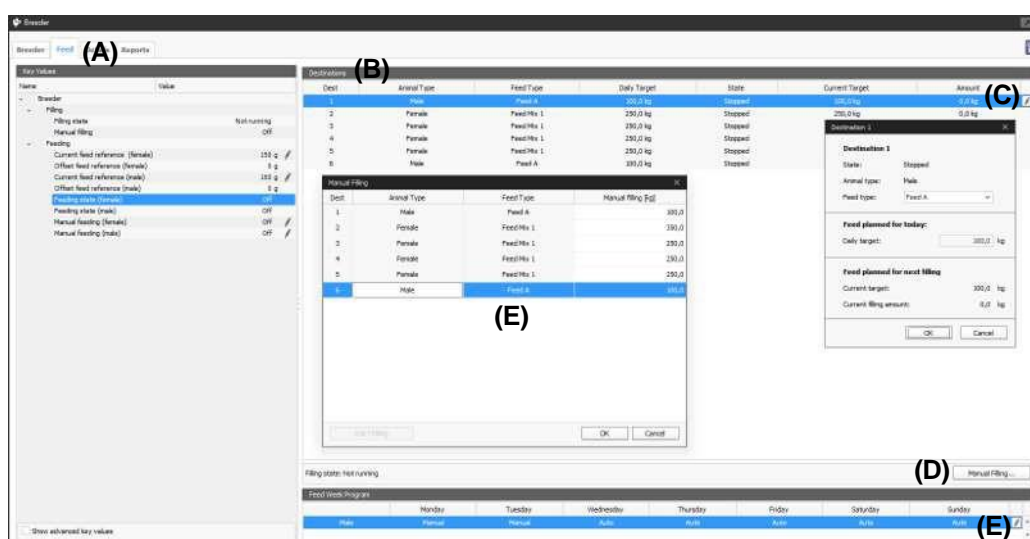 Breeder
Breeder Feed (A) Reports
Key Values
Name Value
Breeder
Filling
Filling state Not running
Manual filling Off
Feeding
Current feed reference (female) 150 g
Offset feed reference (female) 0 g
Current feed reference (male) g
Offset feed reference (male) 0 g
Feeding state (female) Off
Feeding state (male) Off
Manual feeding (female) Off
Manual feeding (male) Off
Show advanced key values
Destinations (B)
Dest Animal Type Feed Type Daily Target State Current Target Amount (C)
1 Male Feed A 100,0 kg Stopped 100,0 kg 0,0 kg
2 Female Feed Mix 1 250,0 kg Stopped 250,0 kg 0,0 kg
3 Female Feed Mix 1 250,0 kg Stopped
4 Female Feed Mix 1 250,0 kg Stopped
5 Female Feed Mix 1 250,0 kg Stopped
6 Male Feed A 100,0 kg Stopped
Manual Filling
Dest Animal Type Feed Type Manual filling [kg]
1 Male Feed A 100,0
2 Female Feed Mix 1
3 Female Feed Mix 1 250,0
4 Female Feed Mix 1 250,0
5 Female Feed Mix 1 250,0
6 Male Feed A 100,0
(E)
OK Cancel
Destination 1
Destination 1
State: Stopped
Animal type: Male
Feed type: Feed A
Feed planned for today:
Daily target: 100,0 kg
Feed planned for next filling
Current target: 100,0 kg
Current filling amount: 0,0 kg
OK Cancel
Filling state: Not running (D) Manual Filling...
Feed Week Program
Monday Tuesday Wednesday Thursday Friday Saturday Sunday
Male Manual Manual Auto Auto Auto Auto Auto (E)